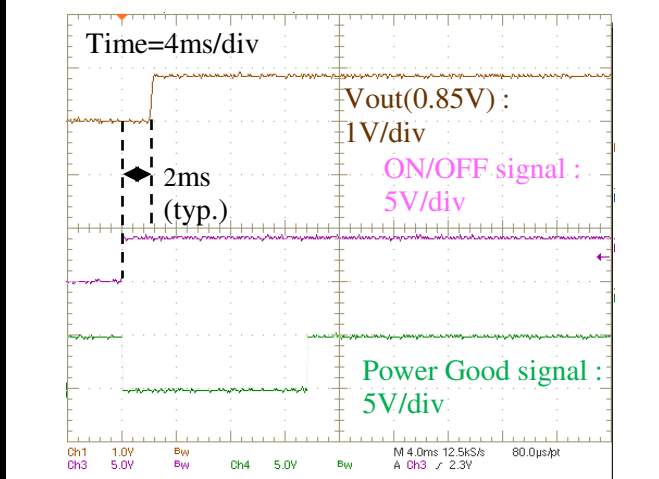 Time=4ms/div
Vout(0.85V) :
1V/div
ON/OFF signal :
5V/div
2ms
(typ.)
Power Good signal :
5V/div
Ch1 1.0V Bw M 4.0ms 12.5kS/s 80.0µs/pt
Ch3 5.0V Bw Ch4 5.0V Bw A Ch3 / 2.3V